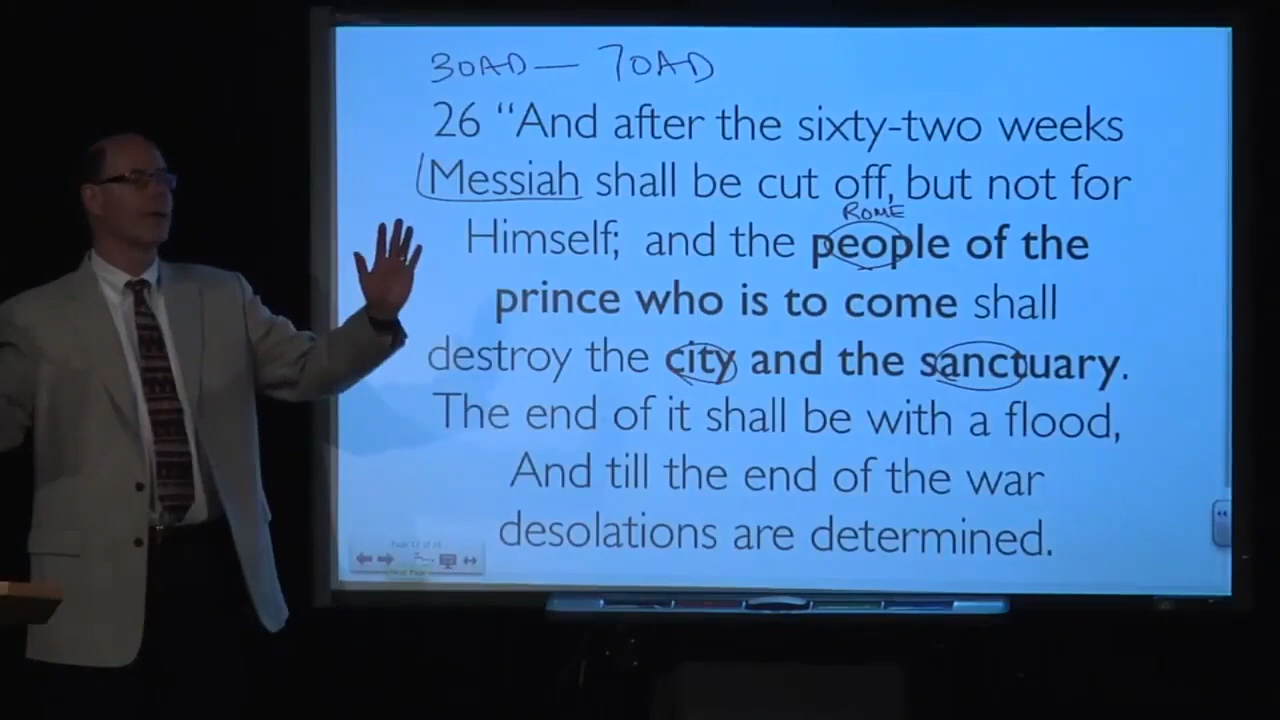 30AD — 70AD
26 “And after the sixty-two weeks
Messiah shall be cut off, but not for
ROME
Himself; and the people of the
prince who is to come shall
destroy the city and the sanctuary.
The end of it shall be with a flood,
And till the end of the war
desolations are determined.